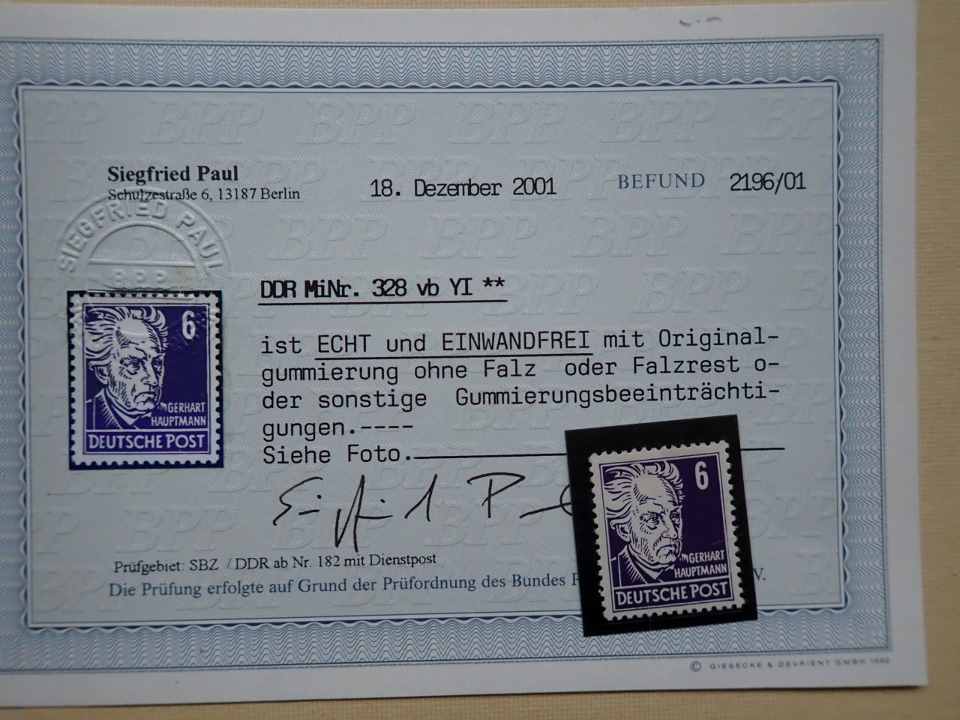 Siegfried Paul
Schulzestraße 6, 13187 Berlin
18. Dezember 2001
BEFUND 2196/01
SIEGFRIED PAUL
BPP
DDR MiNr. 328 vb YI **
ist ECHT und EINWANDFREI mit Original-
gummierung ohne Falz oder Falzrest o-
der sonstige Gummierungsbeeinträchti-
gungen.----
Siehe Foto.
6
GERHART
HAUPTMANN
DEUTSCHE POST
6
GERHART
HAUPTMANN
DEUTSCHE POST
Prüfgebiet: SBZ / DDR ab Nr. 182 mit Dienstpost
Die Prüfung erfolgte auf Grund der Prüfordnung des Bundes
V.
© GIESECKE & DEVRIENT GMBH